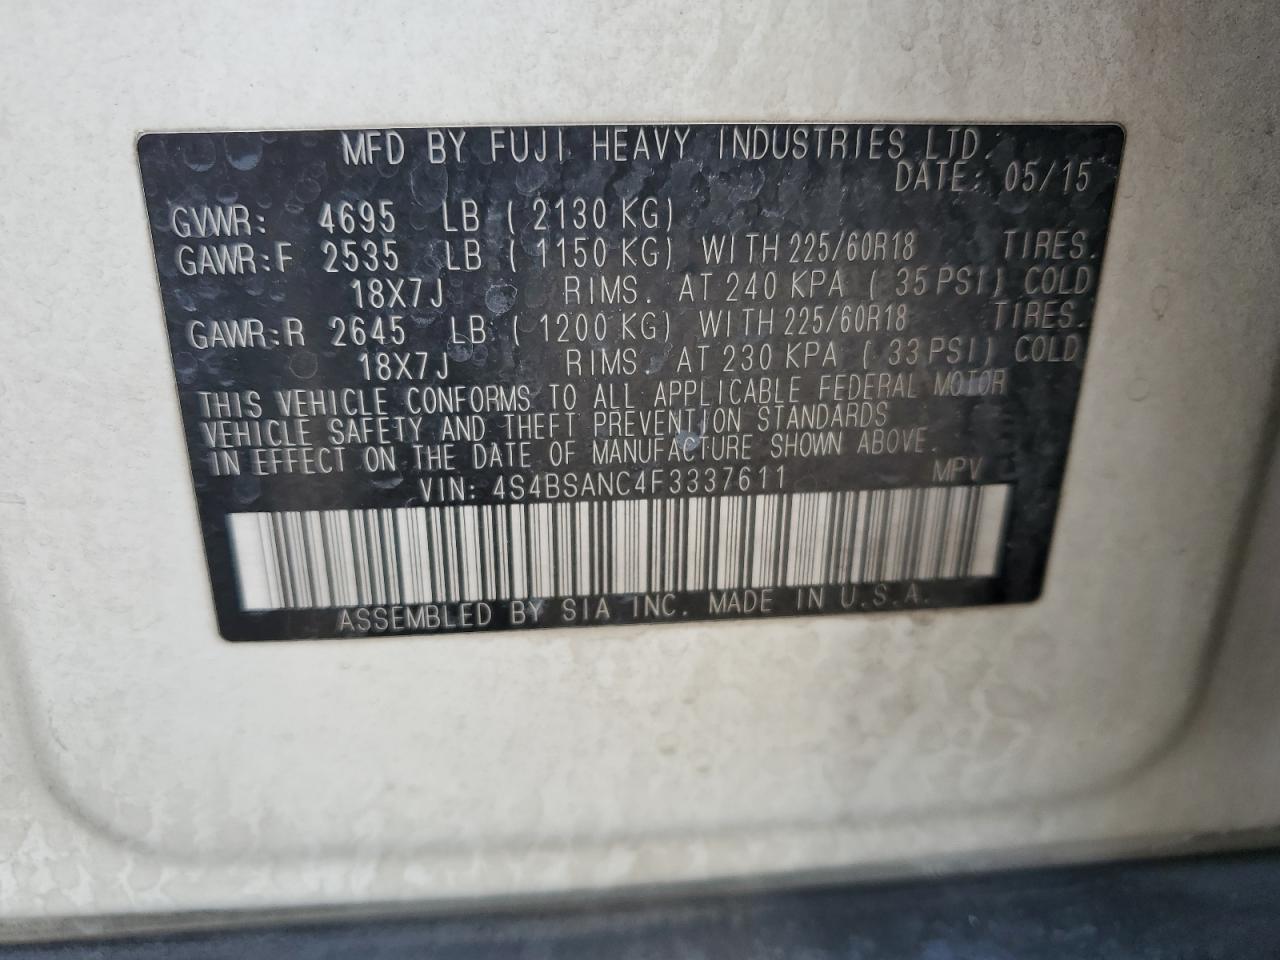 MFD BY FUJI HEAVY INDUSTRIES LTD.
DATE: 05/15
GVWR: 4695 LB ( 2130 KG)
GAWR:F 2535 LB ( 1150 KG) WITH 225/60R18 TIRES.
18X7J RIMS. AT 240 KPA ( 35 PSI) COLD
GAWR:R 2645 LB ( 1200 KG) WITH 225/60R18 TIRES.
18X7J RIMS. AT 230 KPA ( 33 PSI) COLD
THIS VEHICLE CONFORMS TO ALL APPLICABLE FEDERAL MOTOR
VEHICLE SAFETY AND THEFT PREVENTION STANDARDS
IN EFFECT ON THE DATE OF MANUFACTURE SHOWN ABOVE.
VIN: 4S4BSANC4F3337611 MPV
ASSEMBLED BY SIA INC. MADE IN U.S.A.